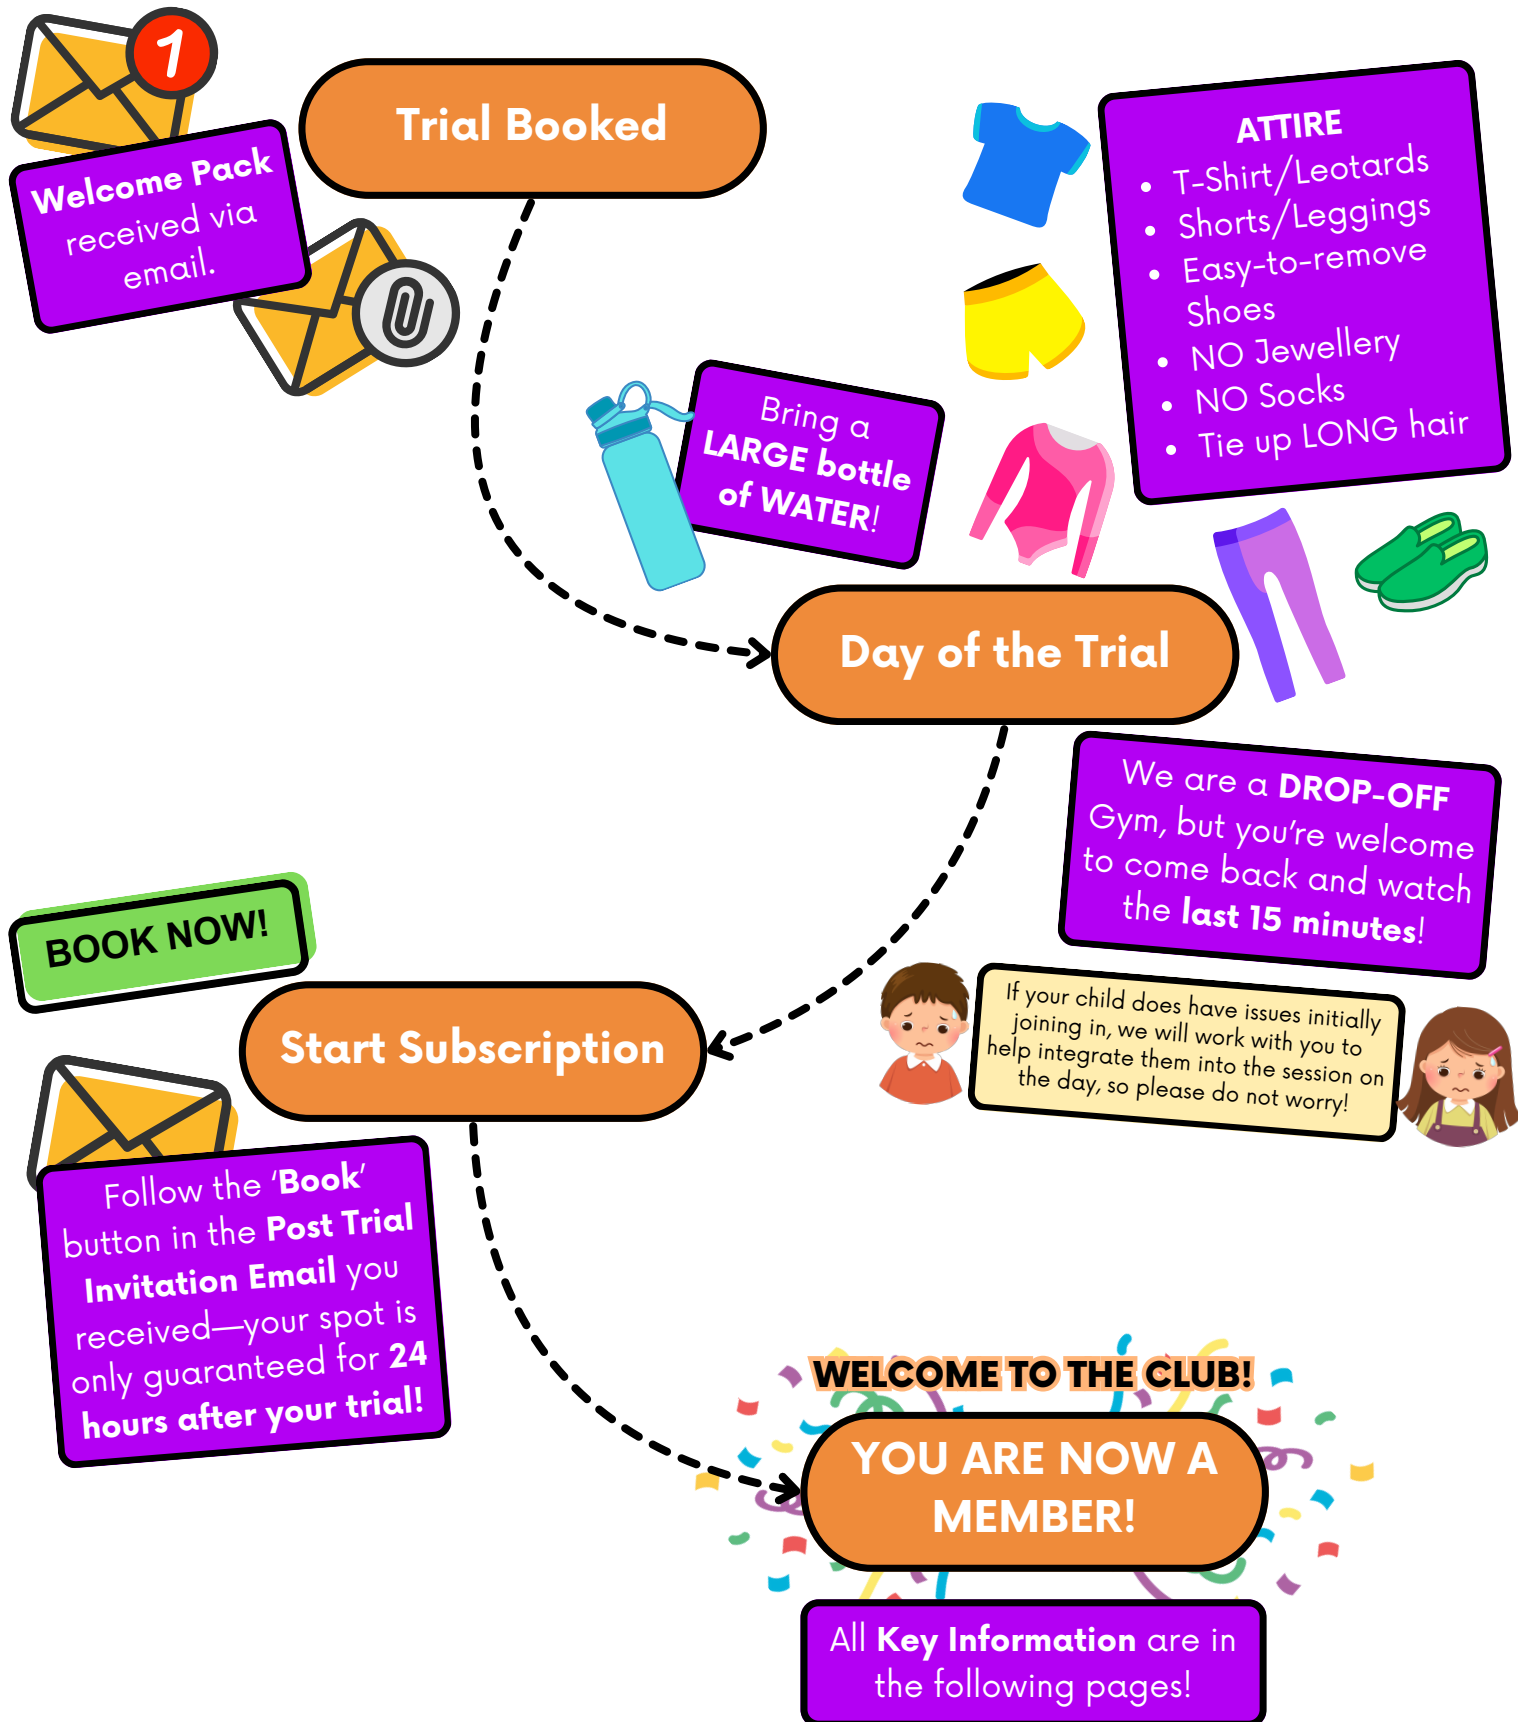 1
Trial Booked
Welcome Pack
received via
email.
ATTIRE
• T-Shirt/Leotards
• Shorts/Leggings
• Easy-to-remove
Shoes
• NO Jewellery
• NO Socks
• Tie up LONG hair
Bring a
LARGE bottle
of WATER!
Day of the Trial
We are a DROP-OFF
Gym, but you’re welcome
to come back and watch
the last 15 minutes!
If your child does have issues initially
joining in, we will work with you to
help integrate them into the session on
the day, so please do not worry!
BOOK NOW!
Start Subscription
Follow the ‘Book’
button in the Post Trial
Invitation Email you
received—your spot is
only guaranteed for 24
hours after your trial!
WELCOME TO THE CLUB!
YOU ARE NOW A
MEMBER!
All Key Information are in
the following pages!